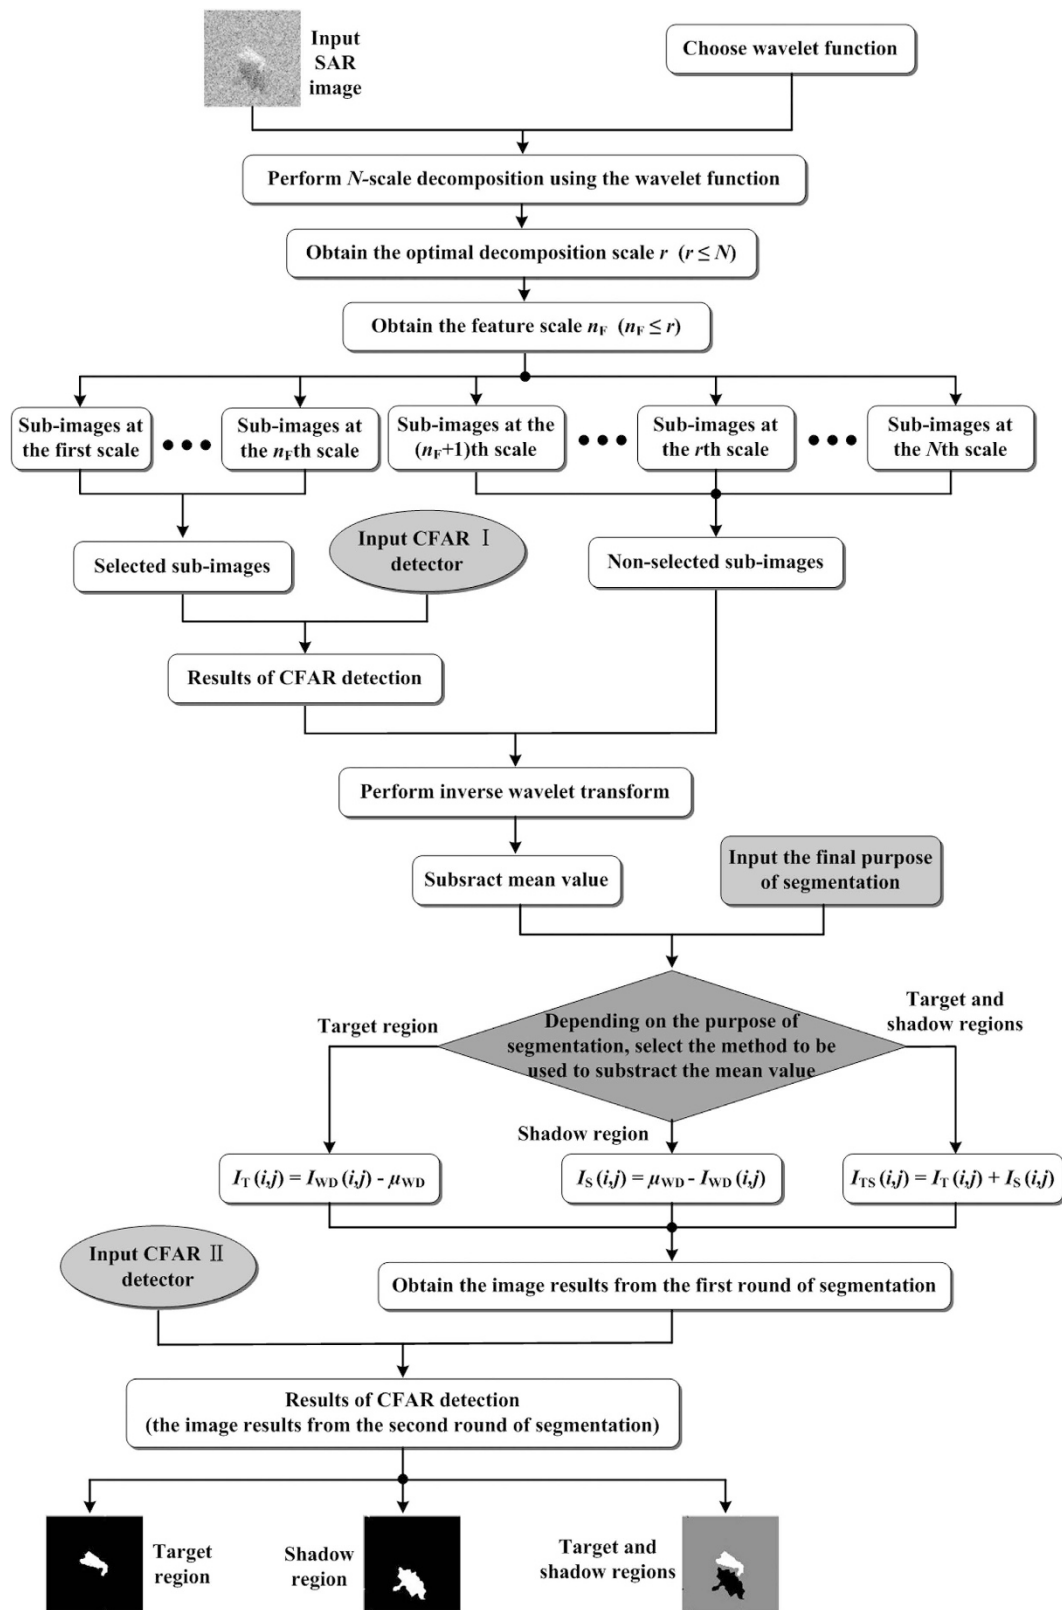 Input
SAR
image
Choose wavelet function
Perform N-scale decomposition using the wavelet function
Obtain the optimal decomposition scale r (r ≤ N)
Obtain the feature scale nF (nF ≤ r)
Sub-images at
the first scale
Sub-images at
the nFth scale
Sub-images at the
(nF+1)th scale
Sub-images at
the rth scale
Sub-images at
the Nth scale
Input CFAR Ⅰ
detector
Selected sub-images
Non-selected sub-images
Results of CFAR detection
Perform inverse wavelet transform
Subsract mean value
Input the final purpose
of segmentation
Target region
Depending on the purpose of
segmentation, select the method to be
used to substract the mean value
Target and
shadow regions
Shadow region
IT (i,j) = IWD (i,j) - μWD
IS (i,j) = μWD - IWD (i,j)
ITS (i,j) = IT (i,j) + IS (i,j)
Input CFAR Ⅱ
detector
Obtain the image results from the first round of segmentation
Results of CFAR detection
(the image results from the second round of segmentation)
Target
region
Shadow
region
Target and
shadow regions